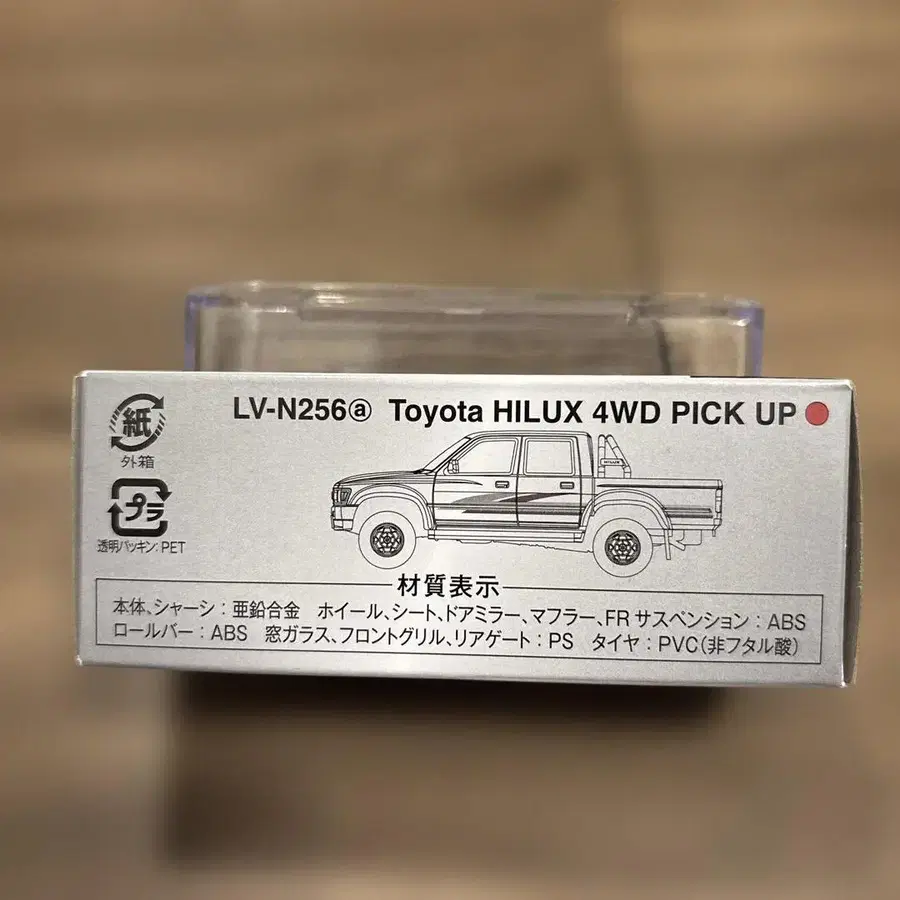 LV-N256ⓐ Toyota HILUX 4WD PICK UP
紙
外箱
プラ
透明パッキン:PET
HILUX
材質表示
本体、シャーシ:亜鉛合金 ホイール、シート、ドアミラー、マフラー、FRサスペンション:ABS
ロールバー:ABS 窓ガラス、フロントグリル、リアゲート:PS タイヤ:PVC(非フタル酸)